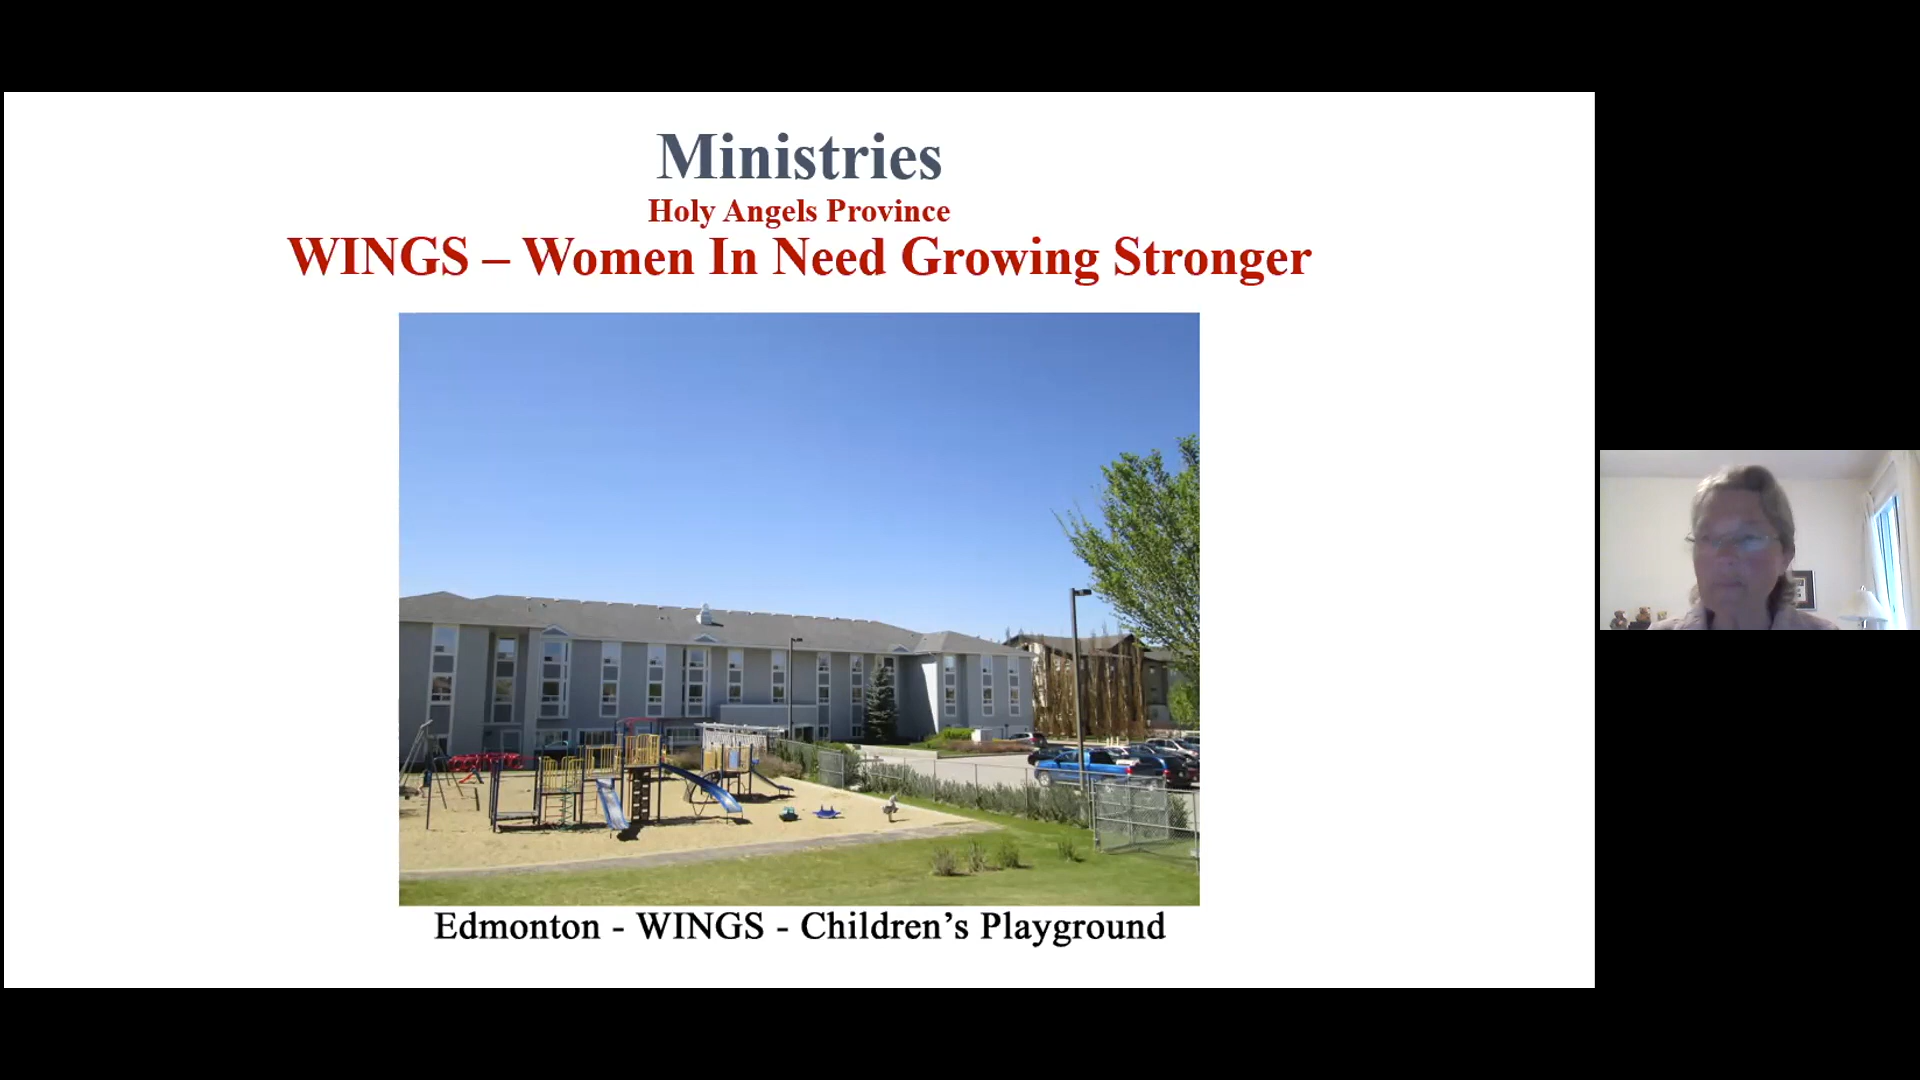 Ministries
Holy Angels Province
WINGS – Women In Need Growing Stronger
Edmonton - WINGS - Children’s Playground